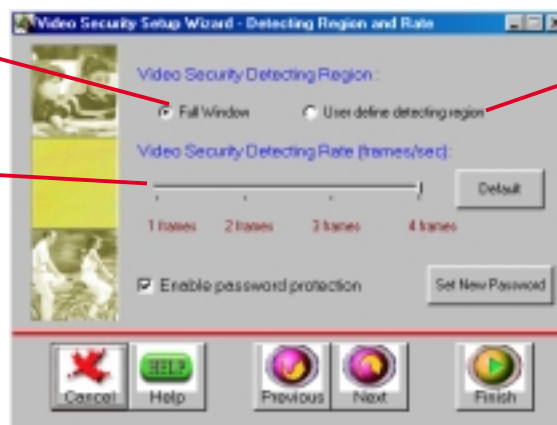 Video Security Setup Wizard - Detecting Region and Rate
Video Security Detecting Region :
Full Window
User define detecting region
Video Security Detecting Rate (frames/sec):
Default
1 frames 2 frames 3 frames 4 frames
Enable password protection
Set New Password
HELP
Cancel Help Previous Next Finish